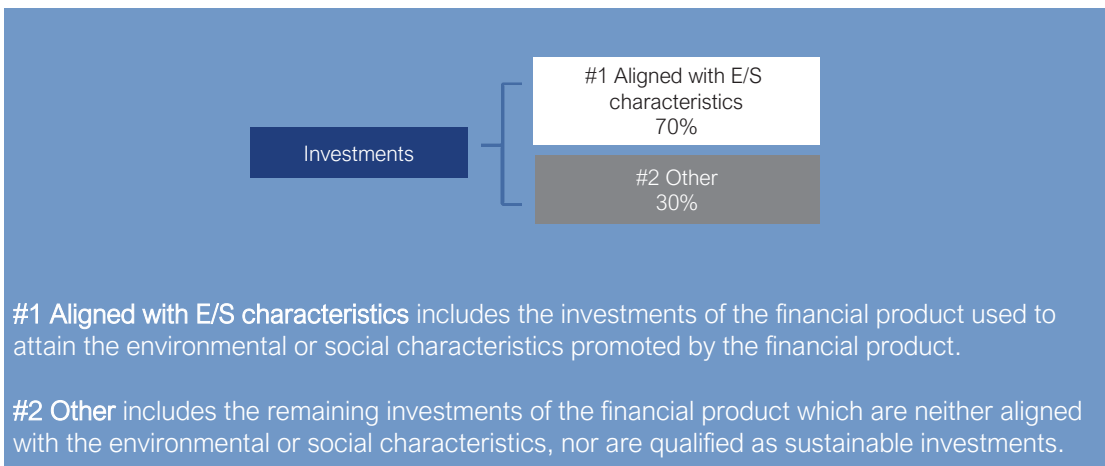 #1 Aligned with E/S
characteristics
70%
Investments
#2 Other
30%
#1 Aligned with E/S characteristics includes the investments of the financial product used to
attain the environmental or social characteristics promoted by the financial product.
#2 Other includes the remaining investments of the financial product which are neither aligned
with the environmental or social characteristics, nor are qualified as sustainable investments.